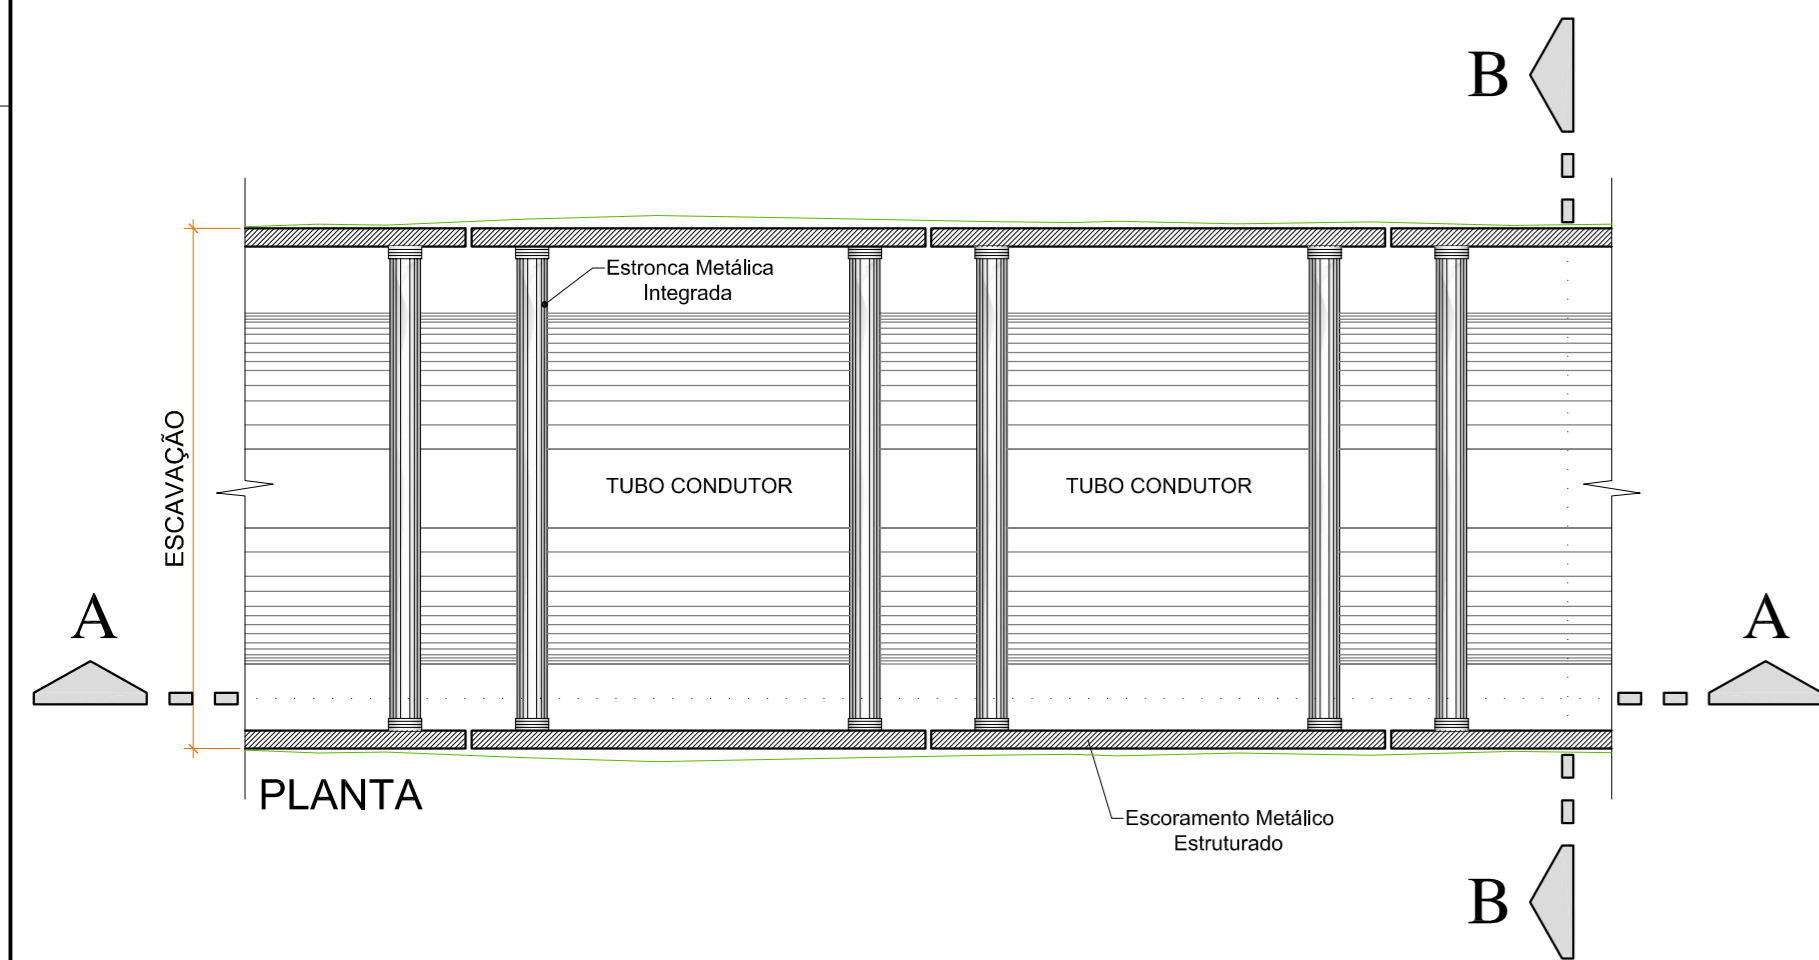 B
Estronca Metálica
Integrada
ESCAVAÇÃO
TUBO CONDUTOR
TUBO CONDUTOR
A
A
PLANTA
Escoramento Metálico
Estruturado
B